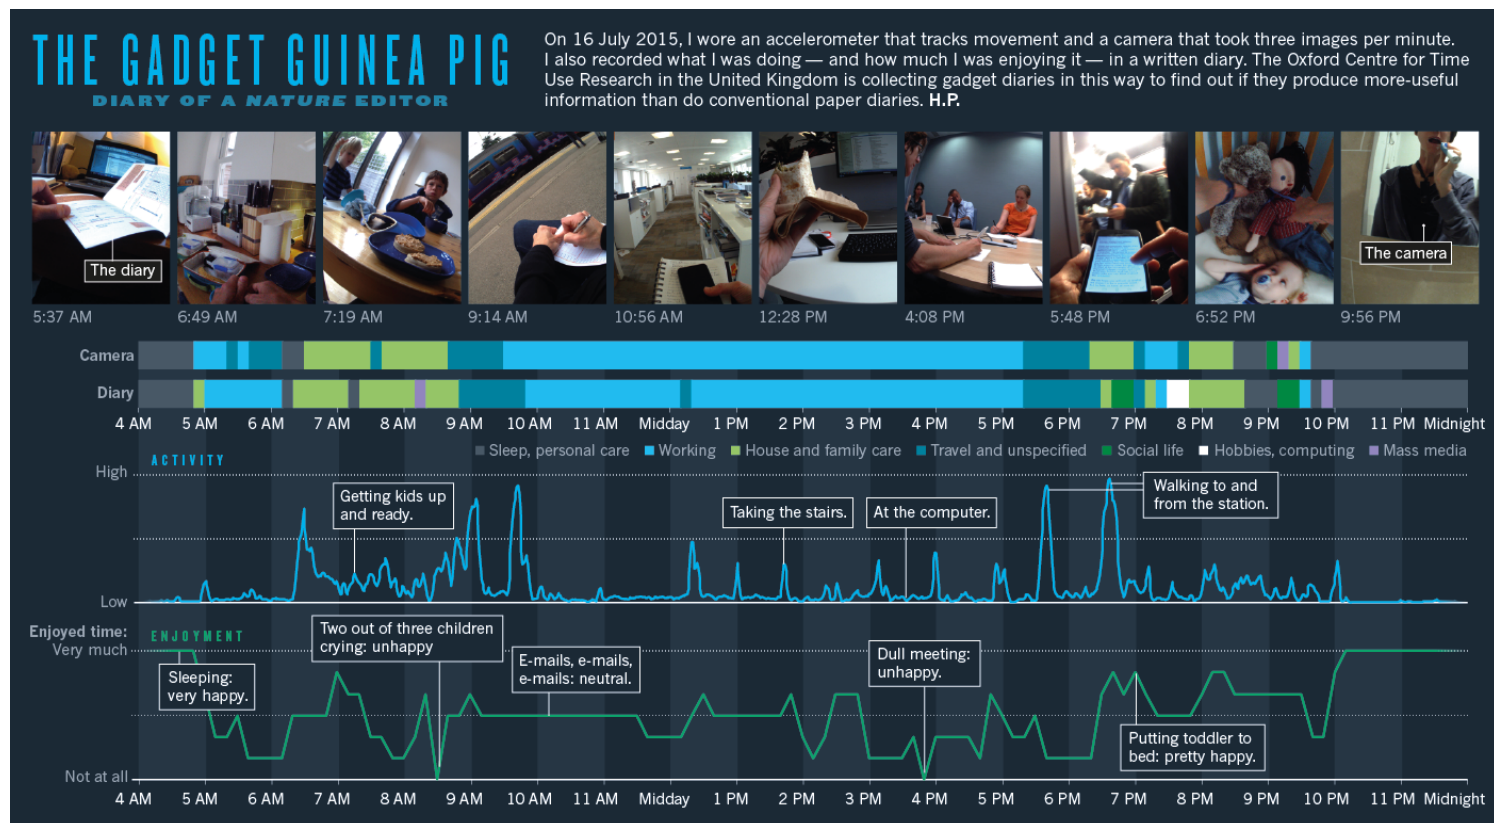 THE GADGET GUINEA PIG
DIARY OF A NATURE EDITOR
On 16 July 2015, I wore an accelerometer that tracks movement and a camera that took three images per minute.
I also recorded what I was doing — and how much I was enjoying it — in a written diary. The Oxford Centre for Time
Use Research in the United Kingdom is collecting gadget diaries in this way to find out if they produce more-useful
information than do conventional paper diaries. H.P.
The diary
The camera
5:37 AM 6:49 AM 7:19 AM 9:14 AM 10:56 AM 12:28 PM 4:08 PM 5:48 PM 6:52 PM 9:56 PM
Camera
Diary
4 AM 5 AM 6 AM 7 AM 8 AM 9 AM 10 AM 11 AM Midday 1 PM 2 PM 3 PM 4 PM 5 PM 6 PM 7 PM 8 PM 9 PM 10 PM 11 PM Midnight
Sleep, personal care Working House and family care Travel and unspecified Social life Hobbies, computing Mass media
ACTIVITY
High
Getting kids up
and ready.
Taking the stairs.
At the computer.
Walking to and
from the station.
Low
Enjoyed time:
Very much
ENJOYMENT
Sleeping:
very happy.
Two out of three children
crying: unhappy
E-mails, e-mails,
e-mails: neutral.
Dull meeting:
unhappy.
Putting toddler to
bed: pretty happy.
Not at all
4 AM 5 AM 6 AM 7 AM 8 AM 9 AM 10 AM 11 AM Midday 1 PM 2 PM 3 PM 4 PM 5 PM 6 PM 7 PM 8 PM 9 PM 10 PM 11 PM Midnight